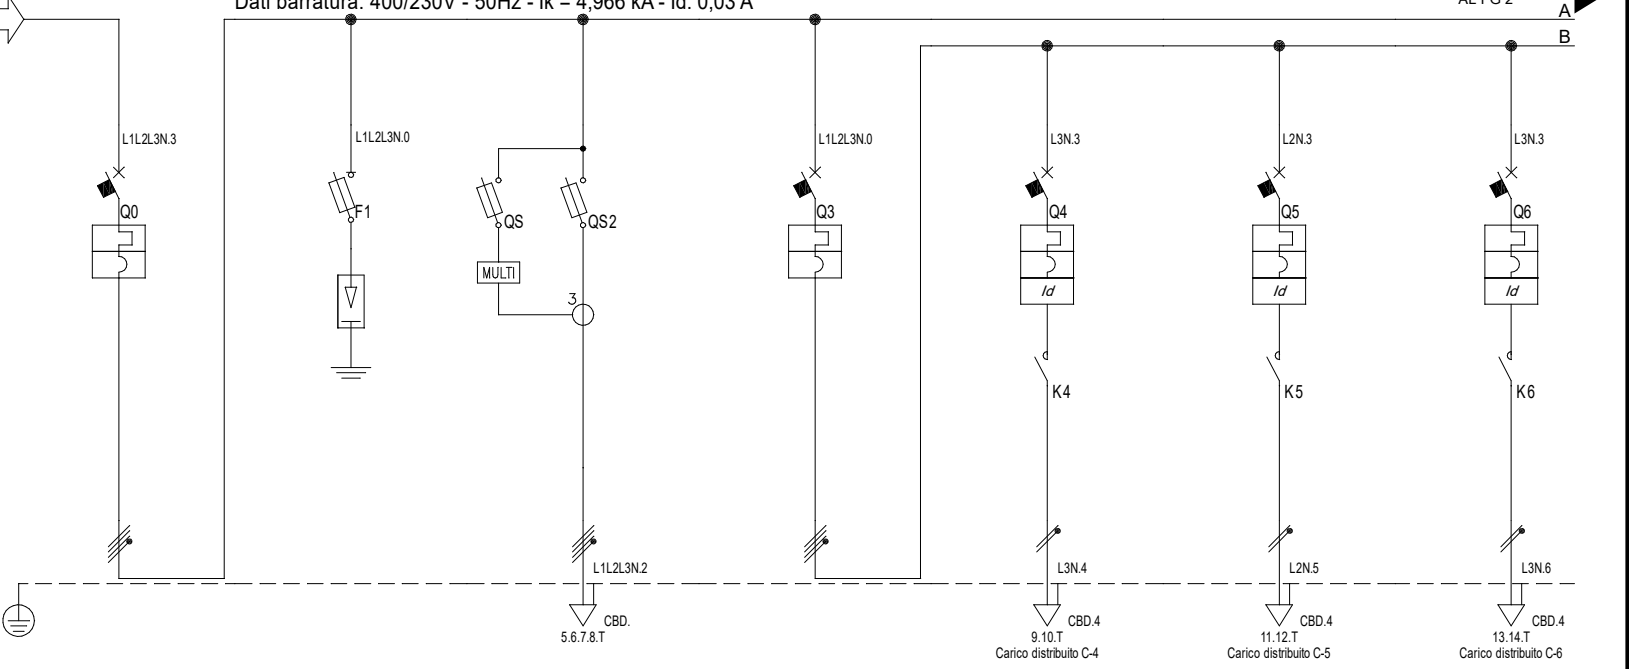 Dati barratura: 400/230V - 50Hz - Ik = 4,966 kA - Id: 0,03 A
A
B
L1L2L3N.3
L1L2L3N.0
L1L2L3N.0
L3N.3
L2N.3
L3N.3
Q0
F1
QS
QS2
Q3
Q4
Q5
Q6
MULTI
Id
Id
Id
3
K4
K5
K6
L1L2L3N.2
L3N.4
L2N.5
L3N.6
CBD.
CBD.4
CBD.4
CBD.4
5.6.7.8.T
9.10.T
11.12.T
13.14.T
Carico distribuito C-4
Carico distribuito C-5
Carico distribuito C-6